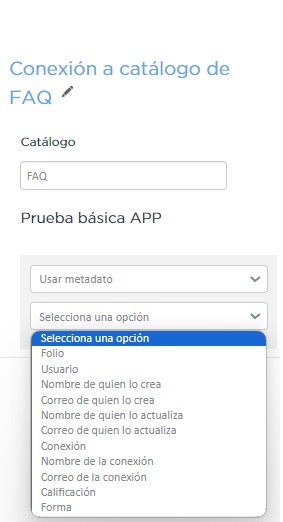 Conexión a catálogo de
FAQ
Catálogo
FAQ
Prueba básica APP
Usar metadato
Selecciona una opción
Selecciona una opción
Folio
Usuario
Nombre de quien lo crea
Correo de quien lo crea
Nombre de quien lo actualiza
Correo de quien lo actualiza
Conexión
Nombre de la conexión
Correo de la conexión
Calificación
Forma